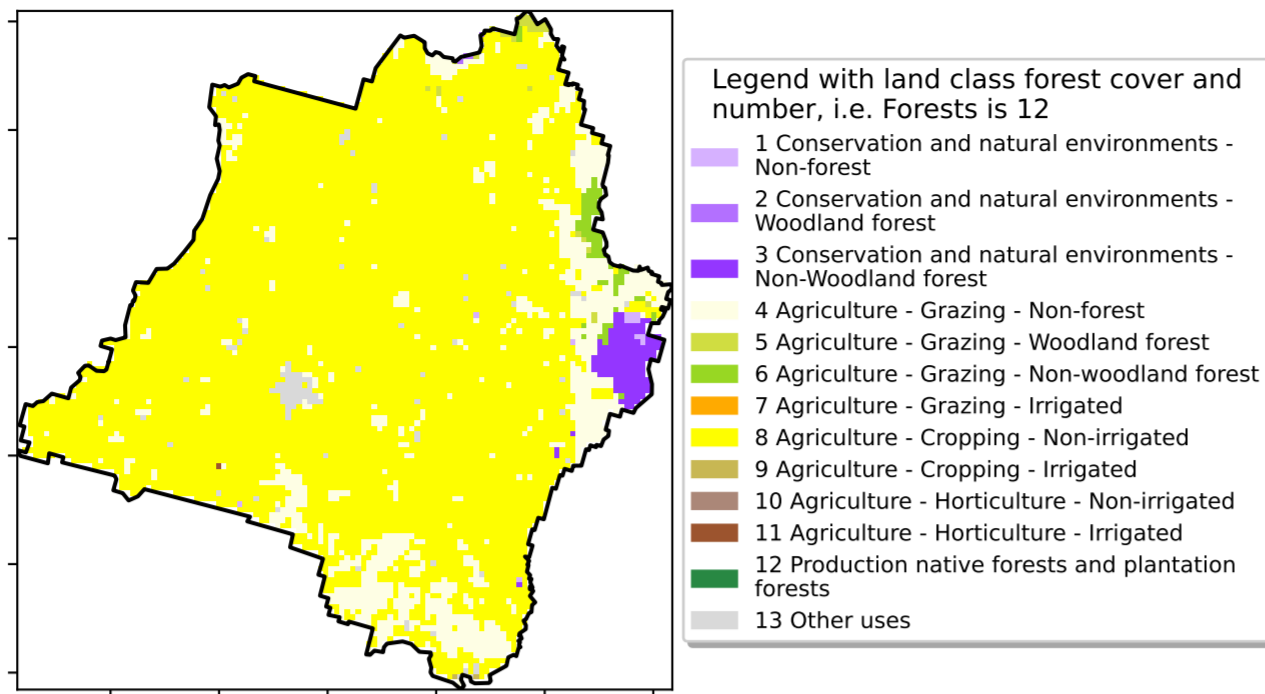 Legend with land class forest cover and
number, i.e. Forests is 12
1 Conservation and natural environments -
Non-forest
2 Conservation and natural environments -
Woodland forest
3 Conservation and natural environments -
Non-Woodland forest
4 Agriculture - Grazing - Non-forest
5 Agriculture - Grazing - Woodland forest
6 Agriculture - Grazing - Non-woodland forest
7 Agriculture - Grazing - Irrigated
8 Agriculture - Cropping - Non-irrigated
9 Agriculture - Cropping - Irrigated
10 Agriculture - Horticulture - Non-irrigated
11 Agriculture - Horticulture - Irrigated
12 Production native forests and plantation
forests
13 Other uses